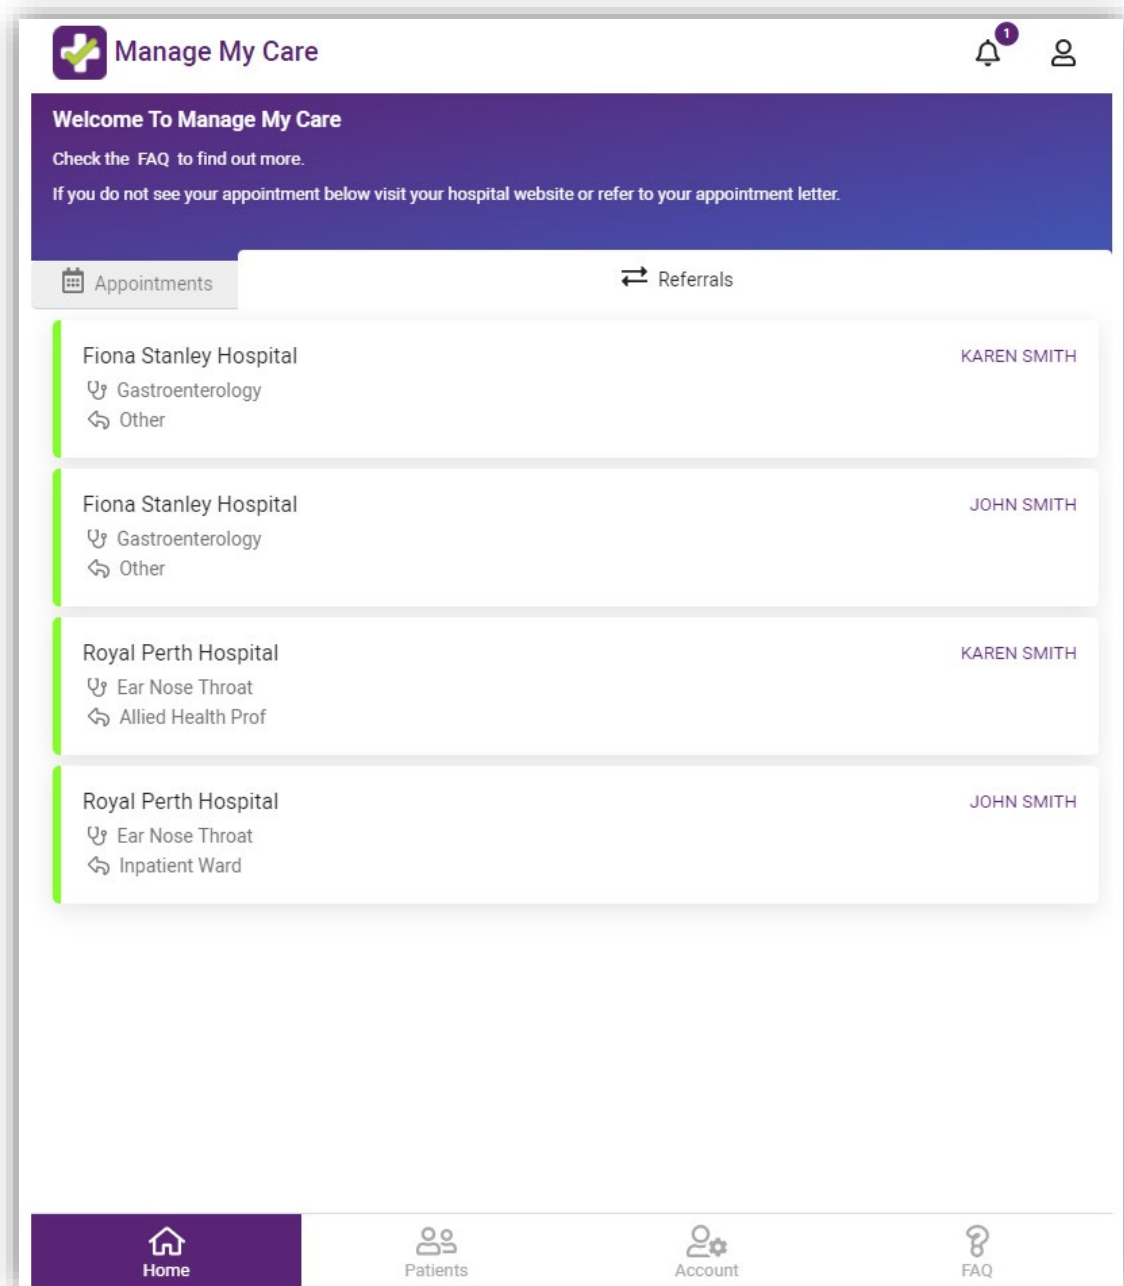 Manage My Care
1
Welcome To Manage My Care
Check the FAQ to find out more.
If you do not see your appointment below visit your hospital website or refer to your appointment letter.
Appointments
Referrals
Fiona Stanley Hospital
KAREN SMITH
Gastroenterology
Other
Fiona Stanley Hospital
JOHN SMITH
Gastroenterology
Other
Royal Perth Hospital
KAREN SMITH
Ear Nose Throat
Allied Health Prof
Royal Perth Hospital
JOHN SMITH
Ear Nose Throat
Inpatient Ward
Home
Patients
Account
FAQ